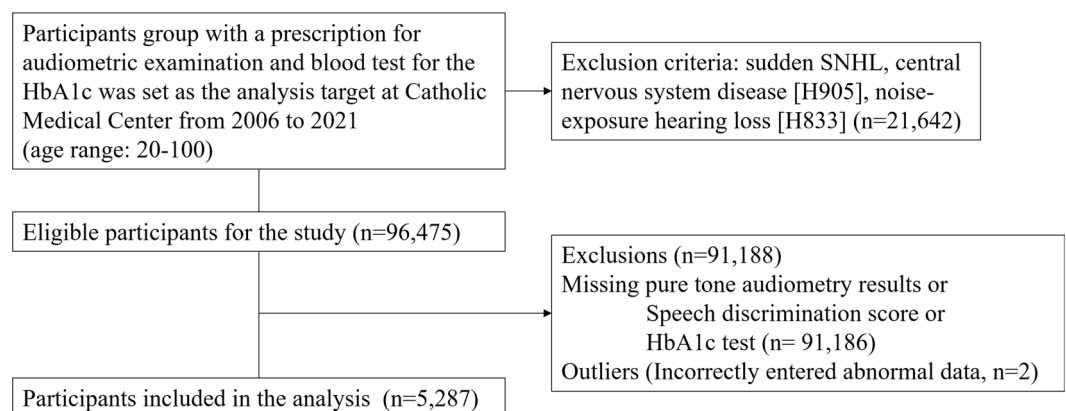 Participants group with a prescription for
audiometric examination and blood test for the
HbA1c was set as the analysis target at Catholic
Medical Center from 2006 to 2021
(age range: 20-100)
Exclusion criteria: sudden SNHL, central
nervous system disease [H905], noise-
exposure hearing loss [H833] (n=21,642)
Eligible participants for the study (n=96,475)
Exclusions (n=91,188)
Missing pure tone audiometry results or
Speech discrimination score or
HbA1c test (n= 91,186)
Outliers (Incorrectly entered abnormal data, n=2)
Participants included in the analysis (n=5,287)